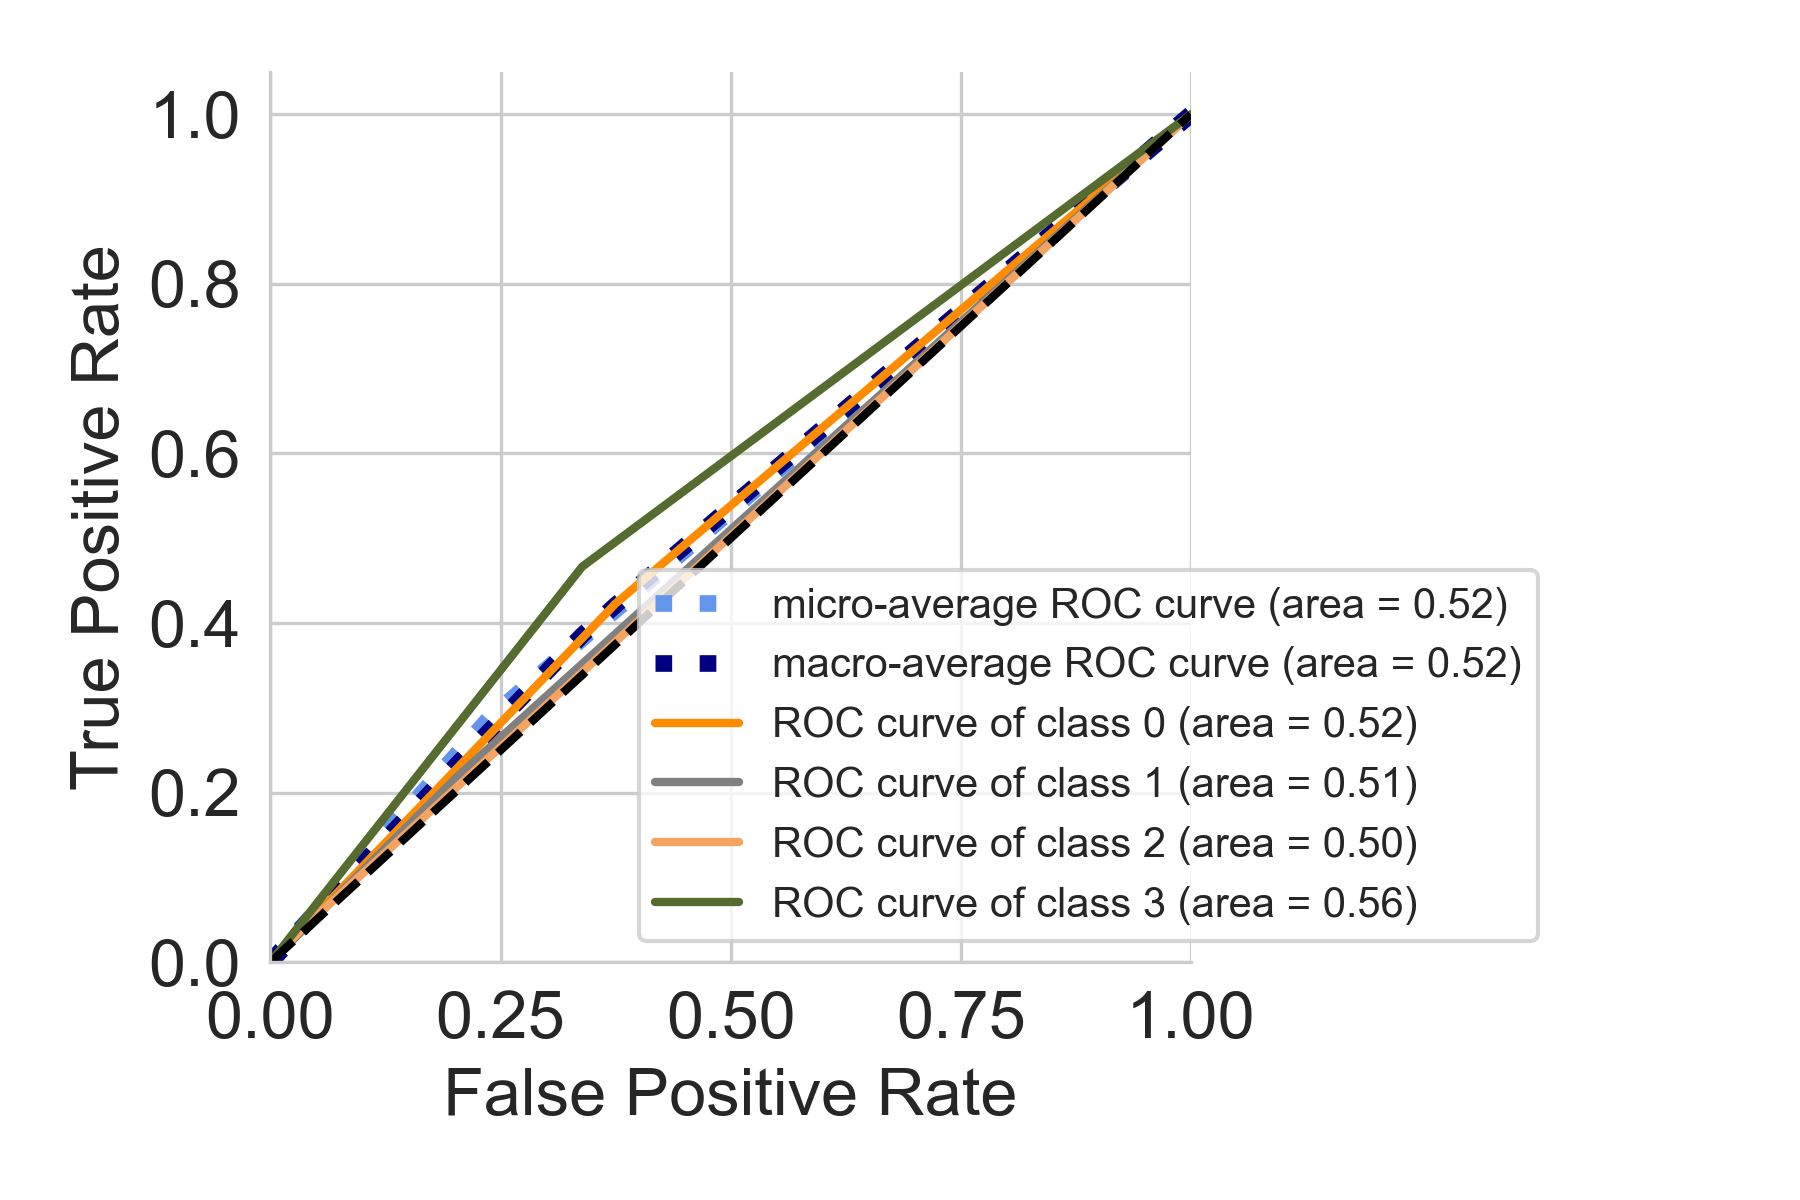 True Positive Rate
1.0
0.8
0.6
0.4
0.2
0.0
micro-average ROC curve (area = 0.52)
macro-average ROC curve (area = 0.52)
ROC curve of class 0 (area = 0.52)
ROC curve of class 1 (area = 0.51)
ROC curve of class 2 (area = 0.50)
ROC curve of class 3 (area = 0.56)
0.00 0.25 0.50 0.75 1.00
False Positive Rate